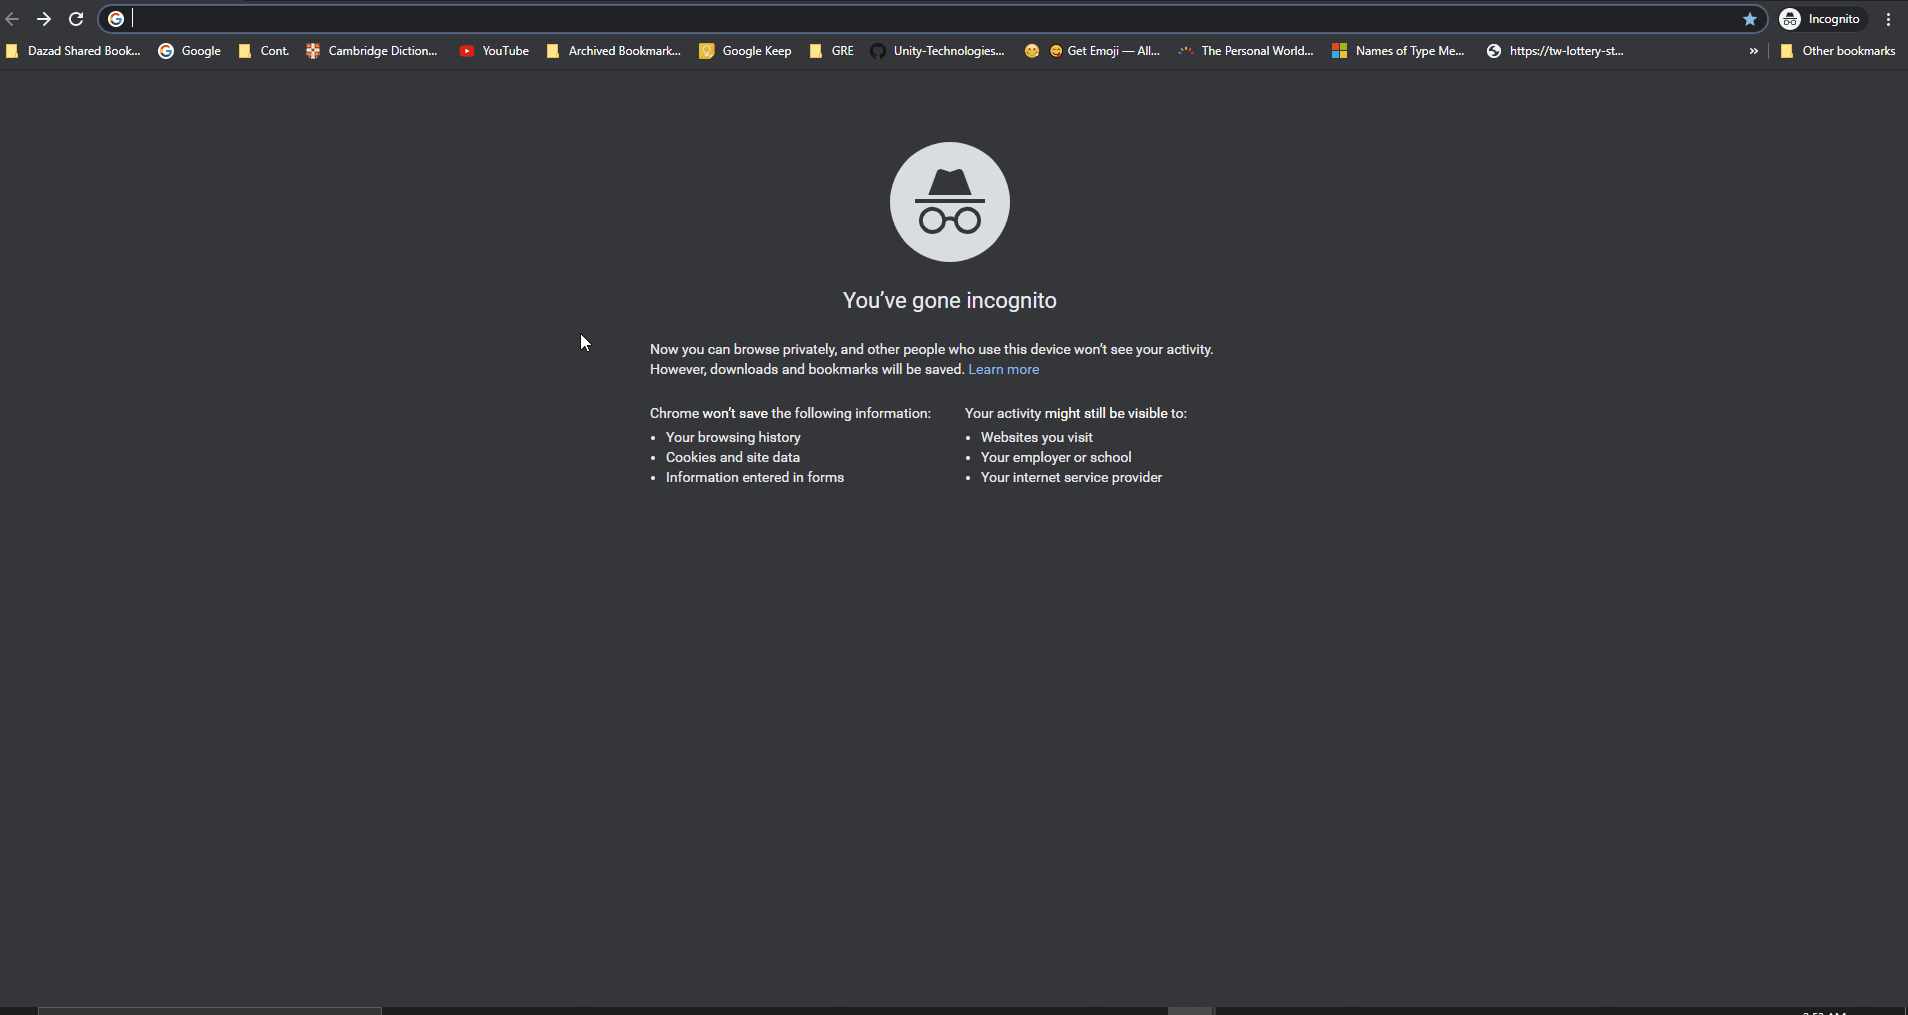 Incognito
Dazad Shared Book... Google Cont. Cambridge Diction... YouTube Archived Bookmark... Google Keep GRE Unity-Technologies... Get Emoji — All... The Personal World... Names of Type Me... https://tw-lottery-st... » Other bookmarks
You've gone incognito
Now you can browse privately, and other people who use this device won't see your activity.
However, downloads and bookmarks will be saved. Learn more
Chrome won't save the following information:
• Your browsing history
• Cookies and site data
• Information entered in forms
Your activity might still be visible to:
• Websites you visit
• Your employer or school
• Your internet service provider